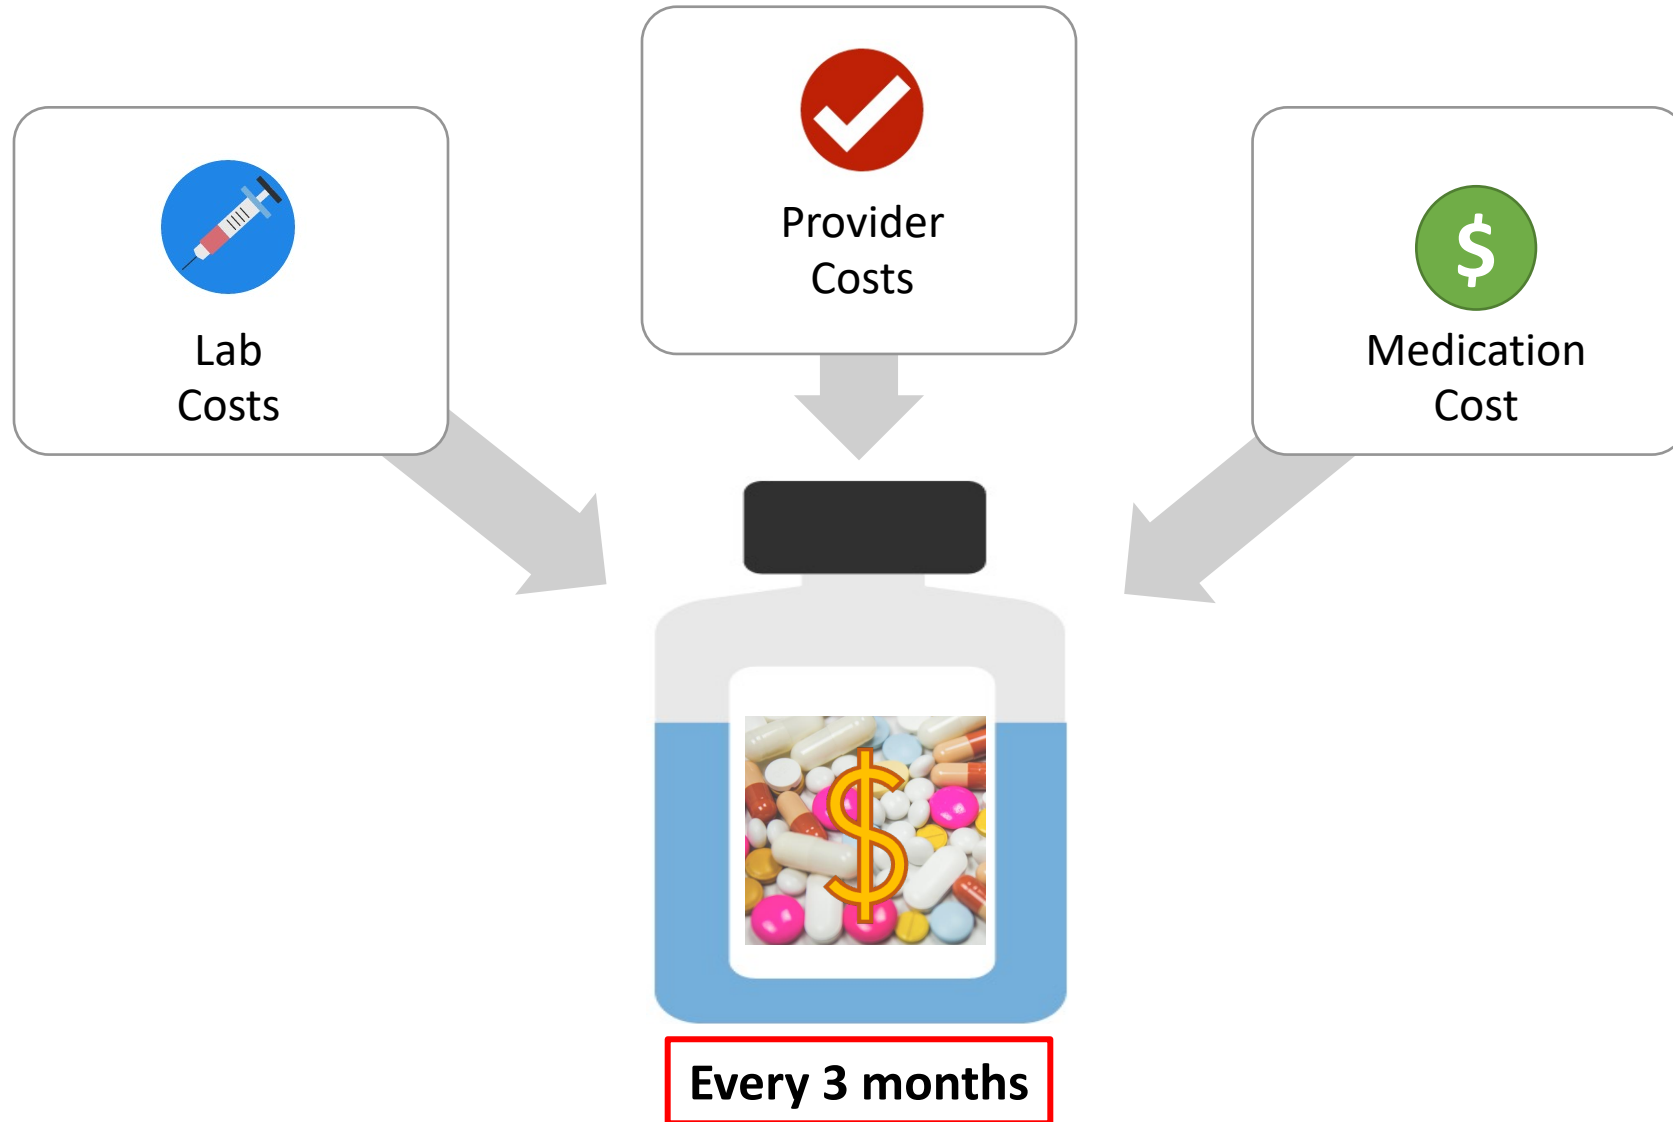 Lab
Costs
Provider
Costs
$
Medication
Cost
$
Every 3 months